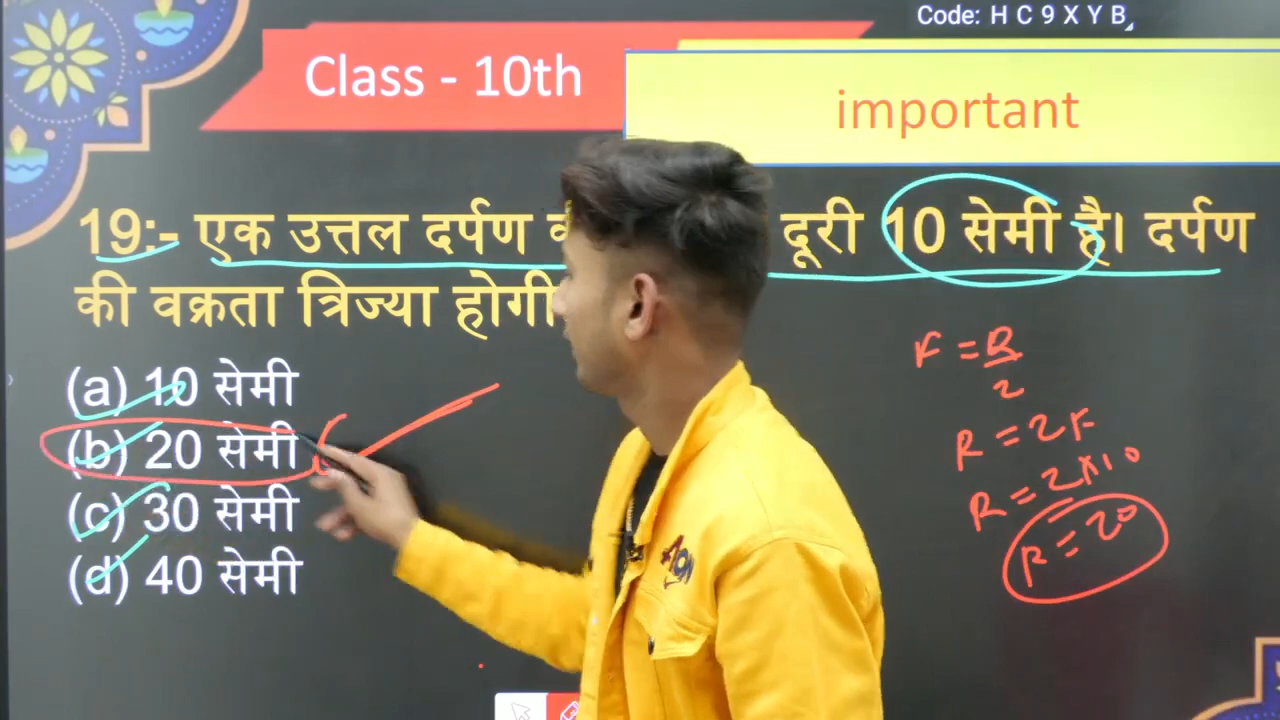 Code: H C 9 X Y B
Class - 10th
important
19:- एक उत्तल दर्पण दूरी 10 सेमी है। दर्पण
की वक्रता त्रिज्या होगी
(a) 10 सेमी
(b) 20 सेमी
(c) 30 सेमी
(d) 40 सेमी
F = R
2
R = 2F
R = 2×10
R = 20